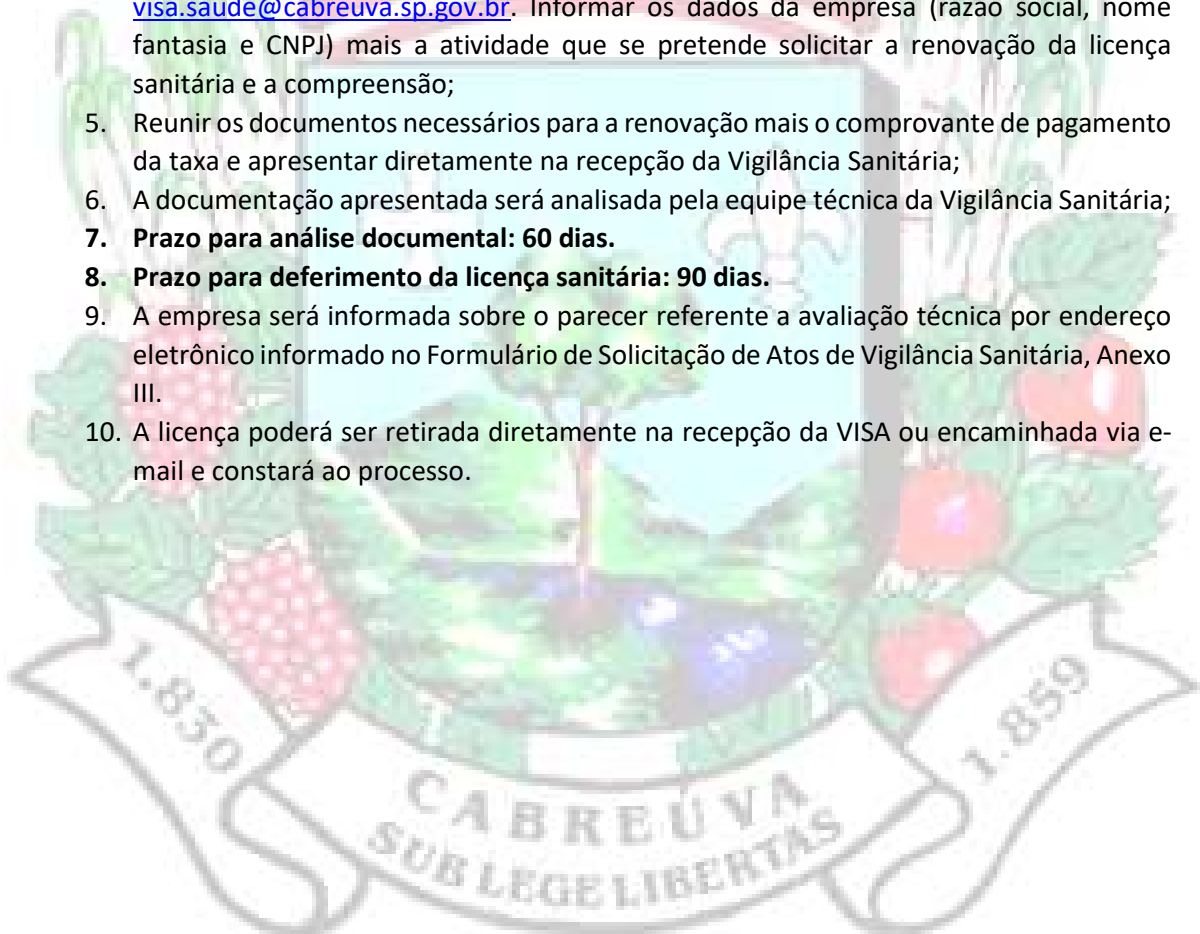 visa.saude@cabreuva.sp.gov.br. Informar os dados da empresa (razão social, nome
fantasia e CNPJ) mais a atividade que se pretende solicitar a renovação da licença
sanitária e a compreensão;
5. Reunir os documentos necessários para a renovação mais o comprovante de pagamento
da taxa e apresentar diretamente na recepção da Vigilância Sanitária;
6. A documentação apresentada será analisada pela equipe técnica da Vigilância Sanitária;
7. Prazo para análise documental: 60 dias.
8. Prazo para deferimento da licença sanitária: 90 dias.
9. A empresa será informada sobre o parecer referente a avaliação técnica por endereço
eletrônico informado no Formulário de Solicitação de Atos de Vigilância Sanitária, Anexo
III.
10. A licença poderá ser retirada diretamente na recepção da VISA ou encaminhada via e-
mail e constará ao processo.
1.830
1.859
CABREÚVA
SUB LEGE LIBERTAS